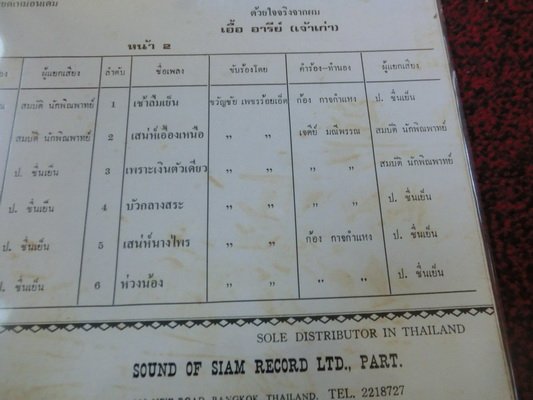 ด้วยใจจริงจากผม
เอื้อ อารีย์ (เจ้าเก่า)
หน้า 2
ผู้แยกเสียง ลำดับ ชื่อเพลง ขับร้องโดย คำร้อง-ทำนอง ผู้แยกเสียง
สมบัติ นักพิณพาทย์ 1 เข้าส้มเย็น ขวัญชัย เพชรร้อยเอ็ด ก้อง กาจกำแหง ป. ชื่นเย็น
สมบัติ นักพิณพาทย์ 2 เสน่ห์เอื้องเหนือ " " เจตย์ มณีพรรณ สมบัติ นักพิณพาทย์
ป. ชื่นเย็น 3 เพราะเงินตัวเดียว " " " " สมบัติ นักพิณพาทย์
ป. ชื่นเย็น 4 บัวกลางสระ " " " " ป. ชื่นเย็น
ป. ชื่นเย็น 5 เสน่ห์นางไพร " " ก้อง กาจกำแหง ป. ชื่นเย็น
ป. ชื่นเย็น 6 ห่วงน้อง " " " " ป. ชื่นเย็น
SOLE DISTRIBUTOR IN THAILAND
SOUND OF SIAM RECORD LTD., PART.
ROAD, BANGKOK, THAILAND. TEL. 2218727